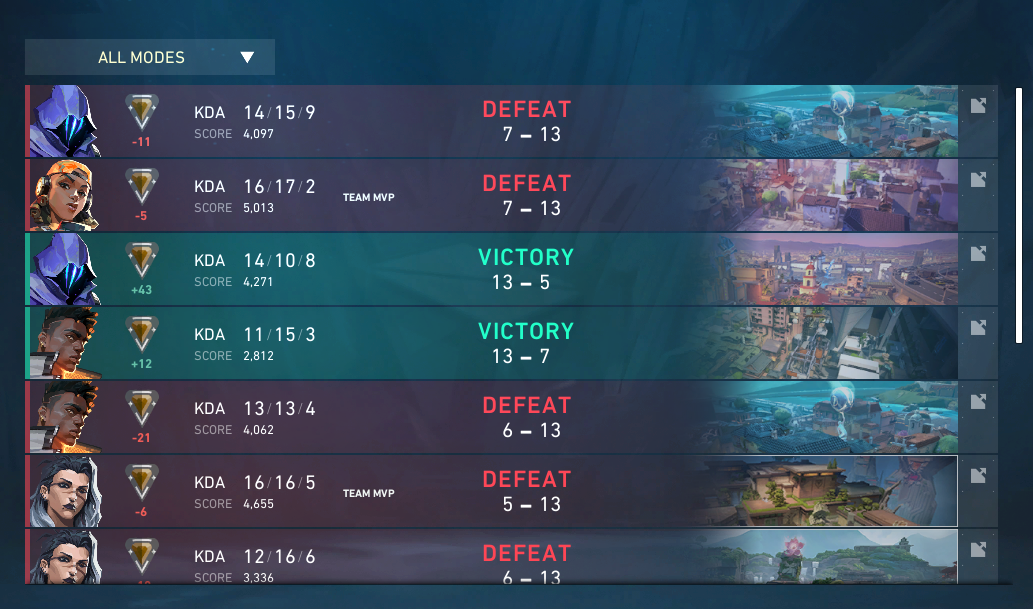 ALL MODES
KDA 14/15/9
SCORE 4,097
-11
DEFEAT
7 - 13
KDA 16/17/2
SCORE 5,013
-5
TEAM MVP
DEFEAT
7 - 13
KDA 14/10/8
SCORE 4,271
+43
VICTORY
13 - 5
KDA 11/15/3
SCORE 2,812
+12
VICTORY
13 - 7
KDA 13/13/4
SCORE 4,062
-21
DEFEAT
6 - 13
KDA 16/16/5
SCORE 4,655
-6
TEAM MVP
DEFEAT
5 - 13
KDA 12/16/6
SCORE 3,336
DEFEAT
6 - 13